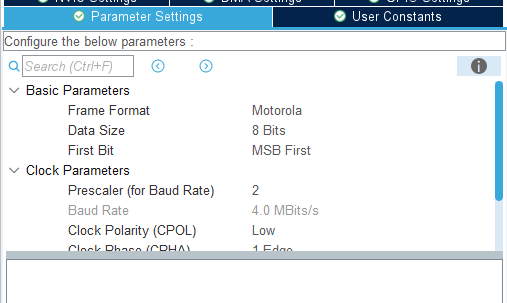 NVIC Settings DMA Settings GPIO Settings
Parameter Settings User Constants
Configure the below parameters :
Search (Ctrl+F)
Basic Parameters
Frame Format Motorola
Data Size 8 Bits
First Bit MSB First
Clock Parameters
Prescaler (for Baud Rate) 2
Baud Rate 4.0 MBits/s
Clock Polarity (CPOL) Low
Clock Phase (CPHA) 1 Edge